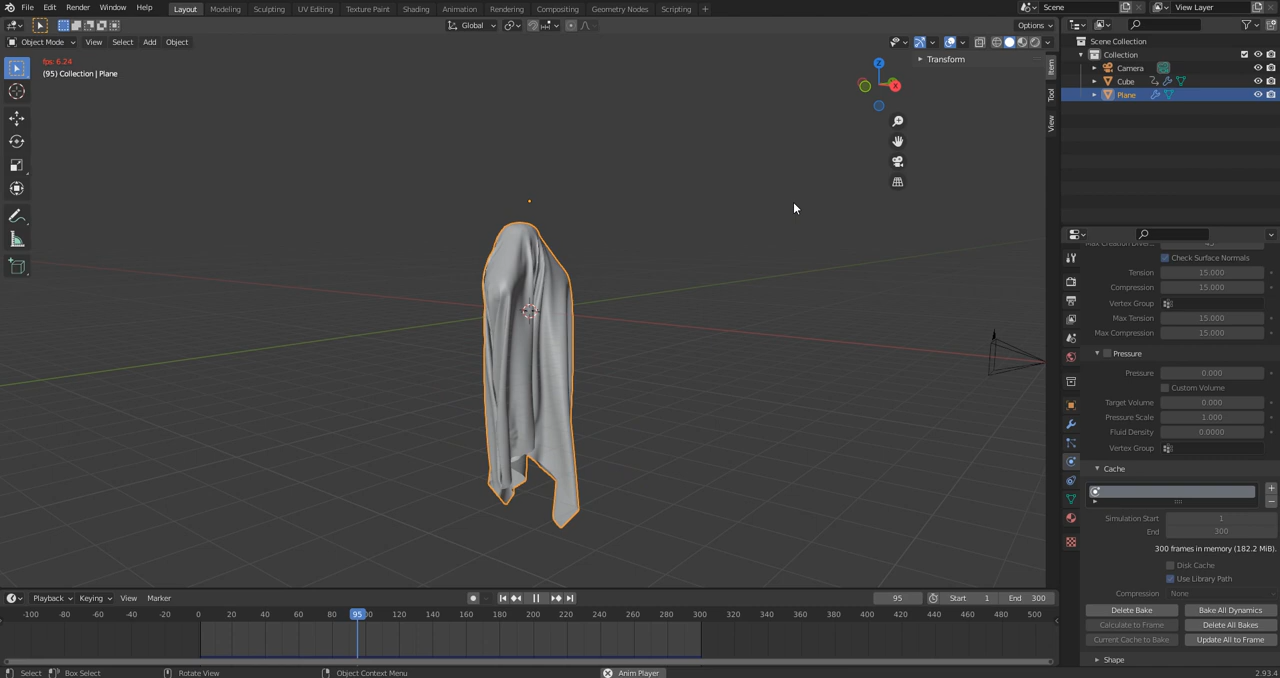 File Edit Render Window Help Layout Modeling Sculpting UV Editing Texture Paint Shading Animation Rendering Compositing Geometry Nodes Scripting + Scene View Layer
Global Options
Object Mode View Select Add Object
fps: 6.24
(95) Collection | Plane
Transform
Item
Tool
View
Z
X
Scene Collection
Collection
Camera
Cube
Plane
Check Surface Normals
Tension 15.000
Compression 15.000
Vertex Group
Max Tension 15.000
Max Compression 15.000
Pressure
Pressure 0.000
Custom Volume
Target Volume 0.000
Pressure Scale 1.000
Fluid Density 0.0000
Vertex Group
Cache
Simulation Start 1
End 300
300 frames in memory (182.2 MiB).
Disk Cache
Use Library Path
Compression None
Delete Bake Bake All Dynamics
Calculate to Frame Delete All Bakes
Current Cache to Bake Update All to Frame
Shape
Playback Keying View Marker 95 Start 1 End 300
-100 -80 -60 -40 -20 0 20 40 60 80 95 100 120 140 160 180 200 220 240 260 280 300 320 340 360 380 400 420 440 460 480 500
Select Box Select Rotate View Object Context Menu Anim Player 2.93.4